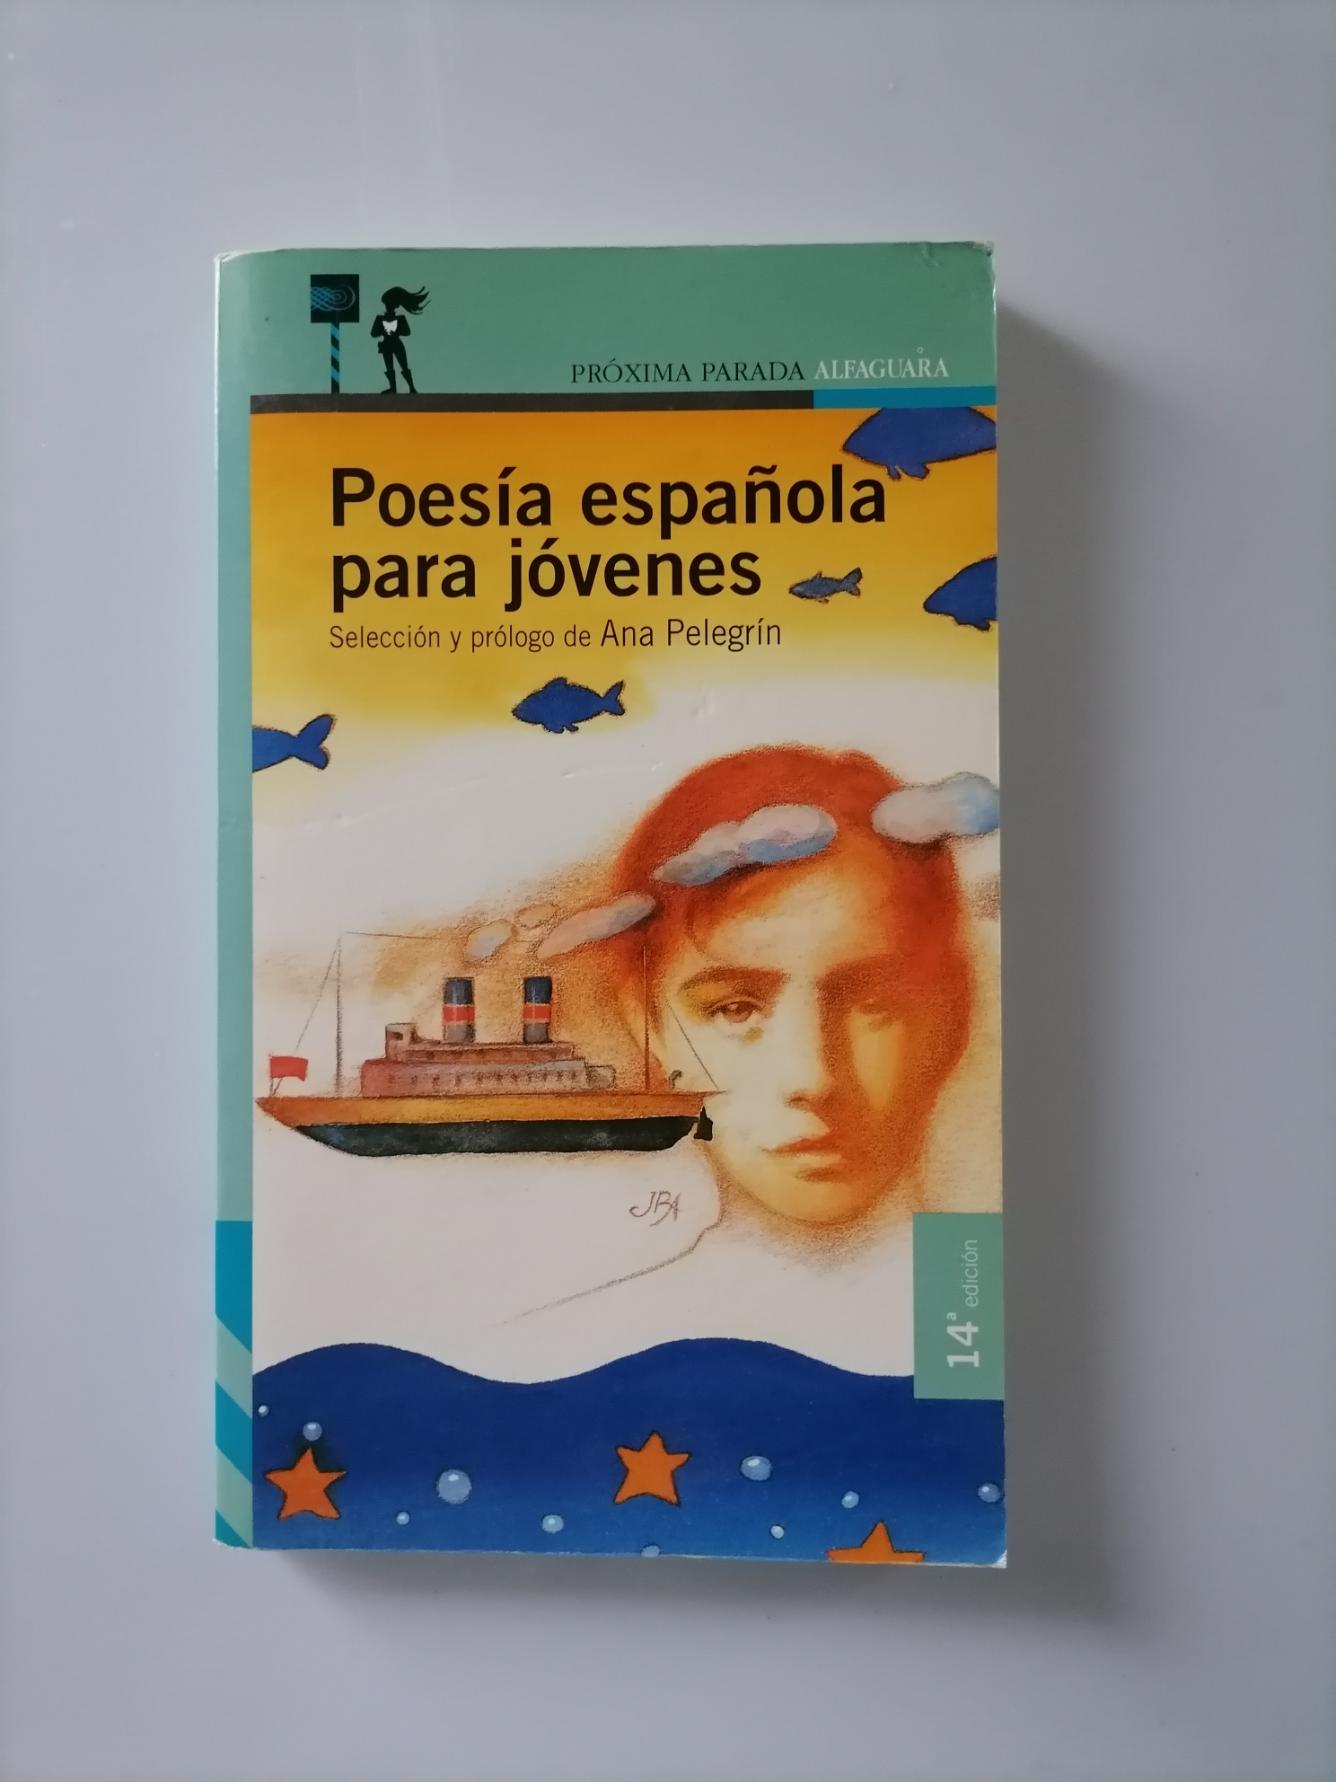 PRÓXIMA PARADA ALFAGUARA
Poesía española
para jóvenes
Selección y prólogo de Ana Pelegrín
JBA
14ª edición